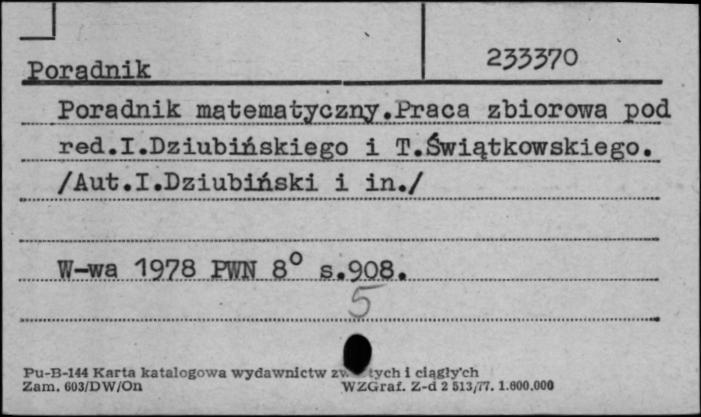 Poradnik 233370
Poradnik matematyczny.Praca zbiorowa pod
red.I.Dziubińskiego i T.Świątkowskiego.
/Aut.I.Dziubiński i in./
W-wa 1978 PWN 8° s.908.
5
Pu-B-144 Karta katalogowa wydawnictw i ciągły'ch
Zam. 603/DW/On WZGraf. Z-d 2 513/77. 1.600.000